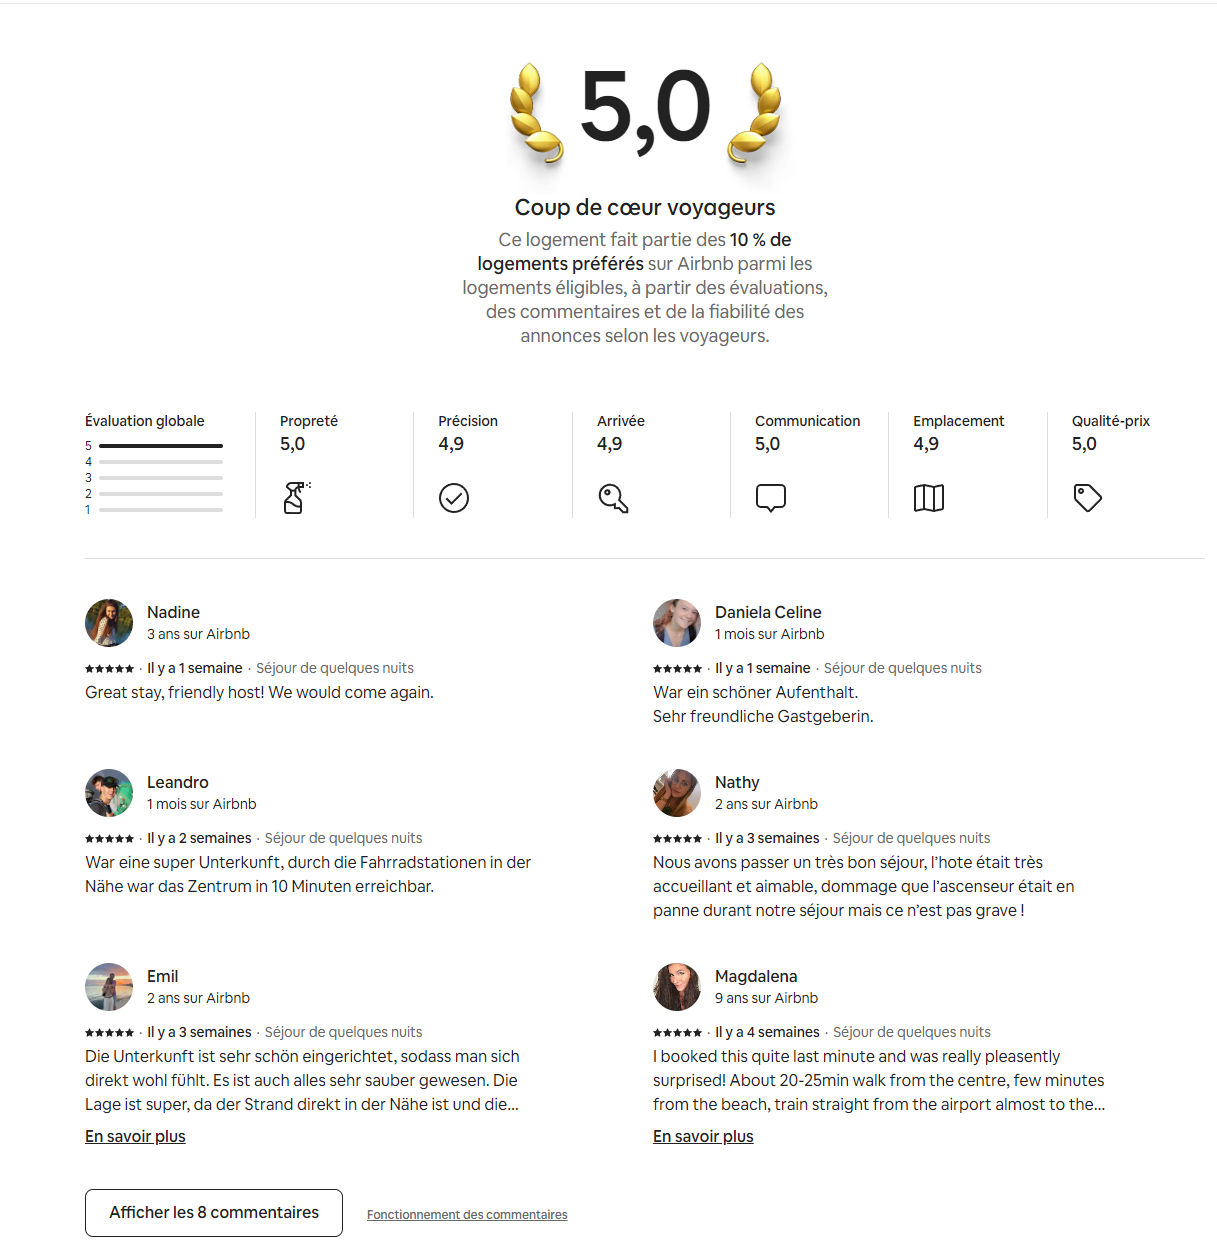 5,0
Coup de cœur voyageurs
Ce logement fait partie des 10 % de
logements préférés sur Airbnb parmi les
logements éligibles, à partir des évaluations,
des commentaires et de la fiabilité des
annonces selon les voyageurs.
Évaluation globale
5
4
3
2
1
Propreté
5,0
Précision
4,9
Arrivée
4,9
Communication
5,0
Emplacement
4,9
Qualité-prix
5,0
Nadine
3 ans sur Airbnb
· Il y a 1 semaine · Séjour de quelques nuits
Great stay, friendly host! We would come again.
Daniela Celine
1 mois sur Airbnb
· Il y a 1 semaine · Séjour de quelques nuits
War ein schöner Aufenthalt.
Sehr freundliche Gastgeberin.
Leandro
1 mois sur Airbnb
· Il y a 2 semaines · Séjour de quelques nuits
War eine super Unterkunft, durch die Fahrradstationen in der
Nähe war das Zentrum in 10 Minuten erreichbar.
Nathy
2 ans sur Airbnb
· Il y a 3 semaines · Séjour de quelques nuits
Nous avons passer un très bon séjour, l’hote était très
accueillant et aimable, dommage que l’ascenseur était en
panne durant notre séjour mais ce n’est pas grave !
Emil
2 ans sur Airbnb
· Il y a 3 semaines · Séjour de quelques nuits
Die Unterkunft ist sehr schön eingerichtet, sodass man sich
direkt wohl fühlt. Es ist auch alles sehr sauber gewesen. Die
Lage ist super, da der Strand direkt in der Nähe ist und die...
En savoir plus
Magdalena
9 ans sur Airbnb
· Il y a 4 semaines · Séjour de quelques nuits
I booked this quite last minute and was really pleasently
surprised! About 20-25min walk from the centre, few minutes
from the beach, train straight from the airport almost to the...
En savoir plus
Afficher les 8 commentaires
Fonctionnement des commentaires